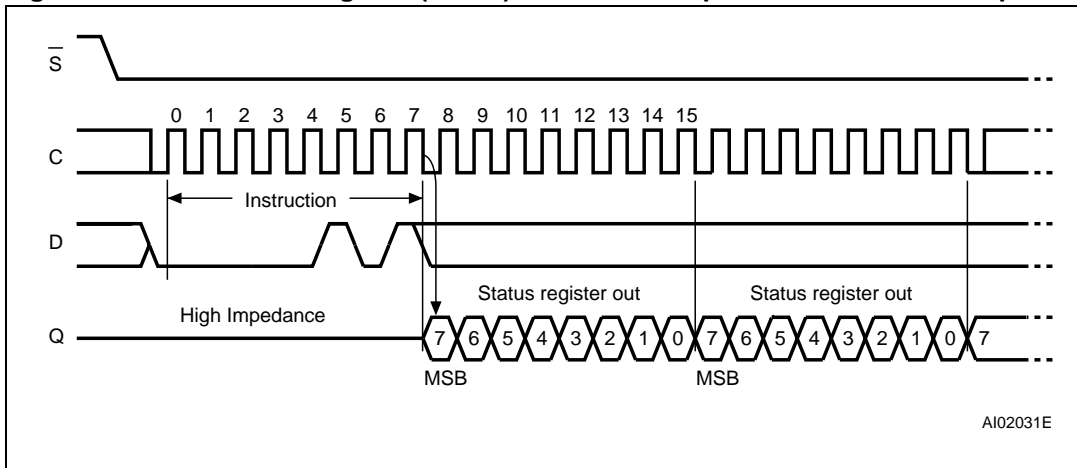 S
0 1 2 3 4 5 6 7 8 9 10 11 12 13 14 15
C
Instruction
D
Status register out Status register out
High Impedance
Q 7 6 5 4 3 2 1 0 7 6 5 4 3 2 1 0 7
MSB MSB
AI02031E